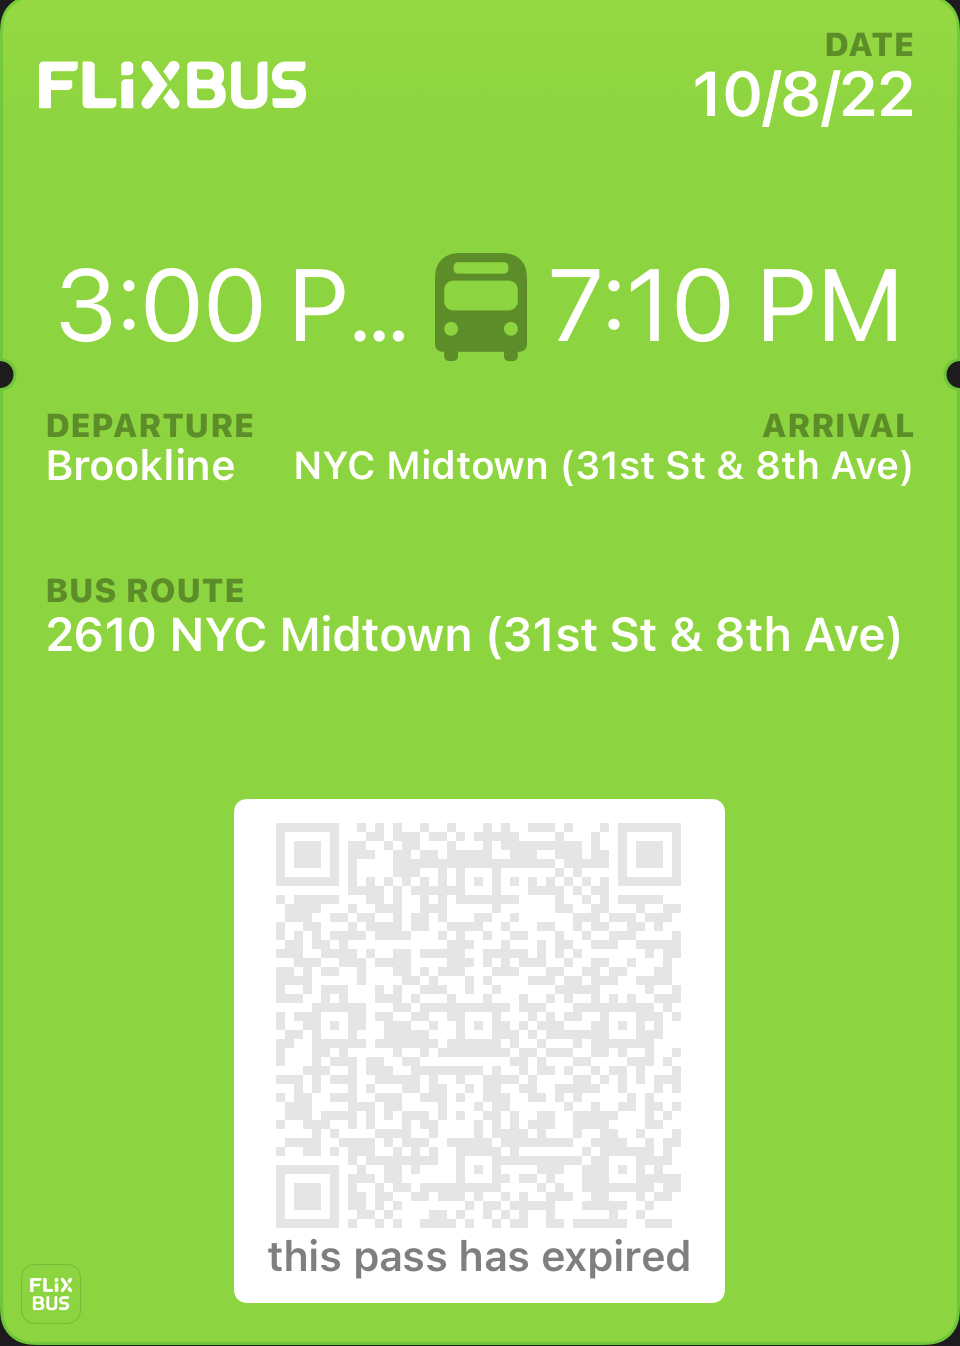 FLiXBUS
DATE
10/8/22
3:00 P... 7:10 PM
DEPARTURE ARRIVAL
Brookline NYC Midtown (31st St & 8th Ave)
BUS ROUTE
2610 NYC Midtown (31st St & 8th Ave)
this pass has expired
FLiX
BUS